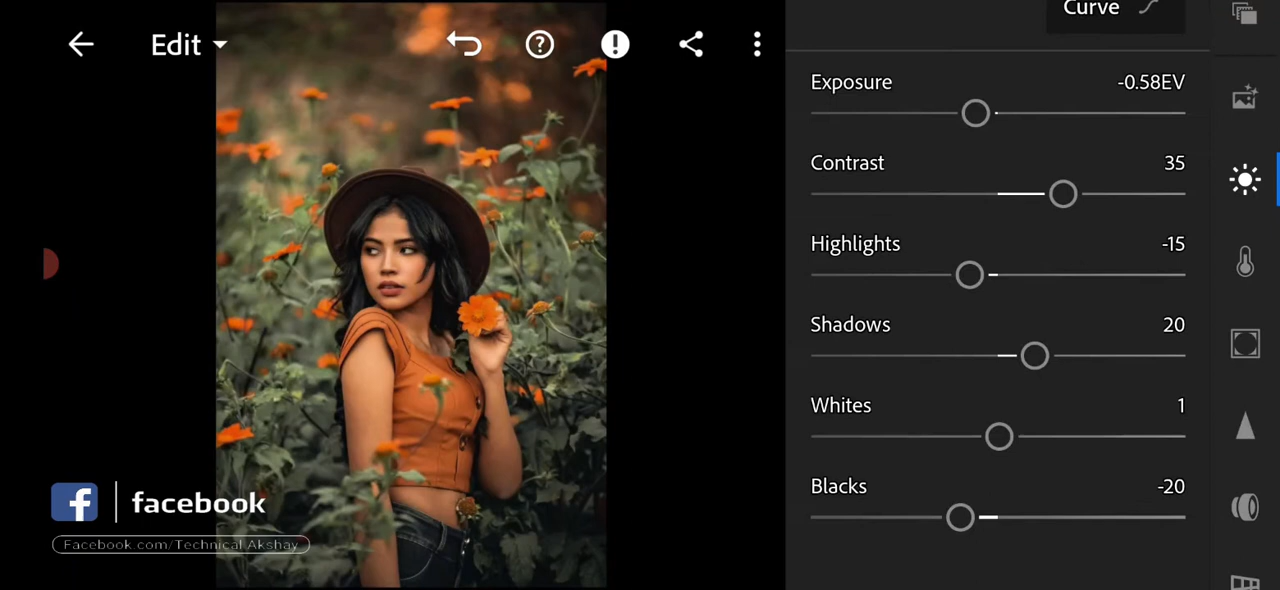 Edit
Curve
Exposure -0.58EV
Contrast 35
Highlights -15
Shadows 20
Whites 1
Blacks -20
facebook
Facebook.com/Technical Akshay